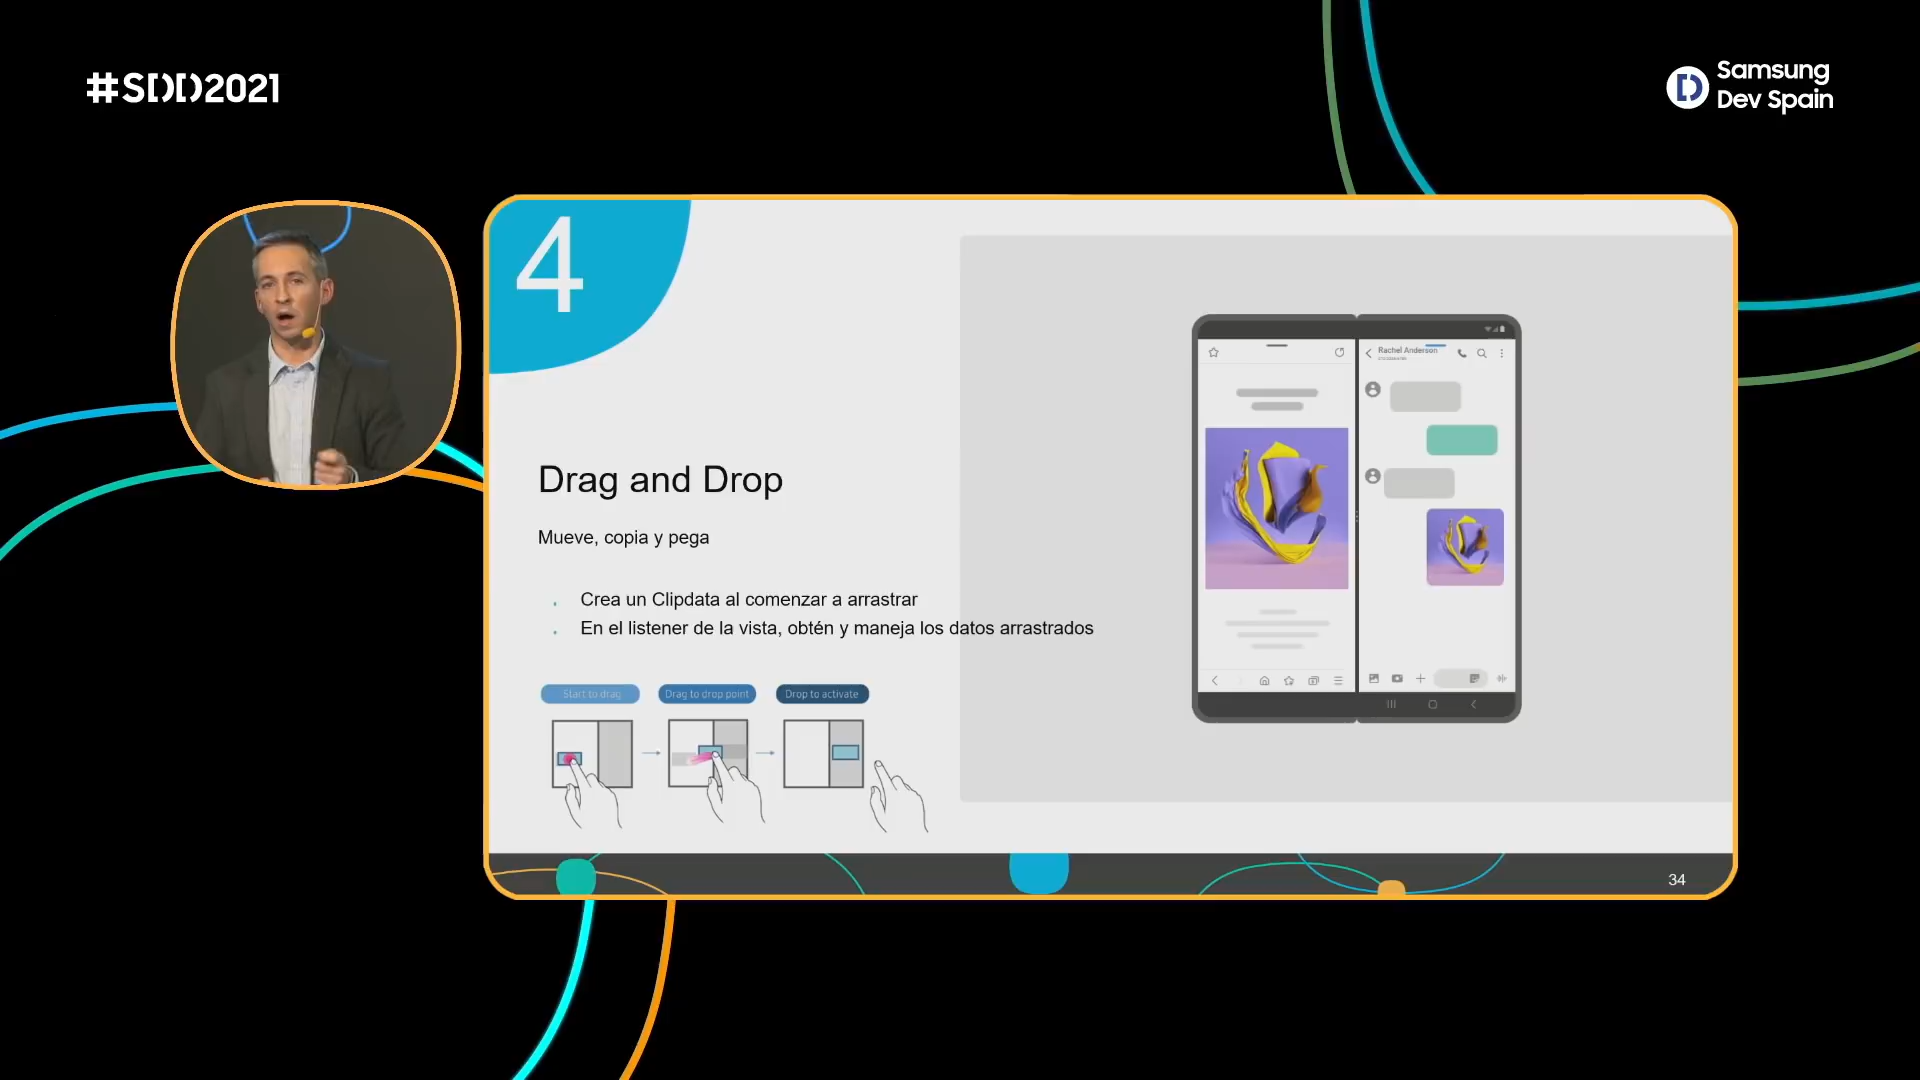 #SDD2021
Samsung
Dev Spain
4
Drag and Drop
Mueve, copia y pega
Crea un Clipdata al comenzar a arrastrar
En el listener de la vista, obtén y maneja los datos arrastrados
Start to drag
Drag to drop point
Drop to activate
Rachel Anderson
34